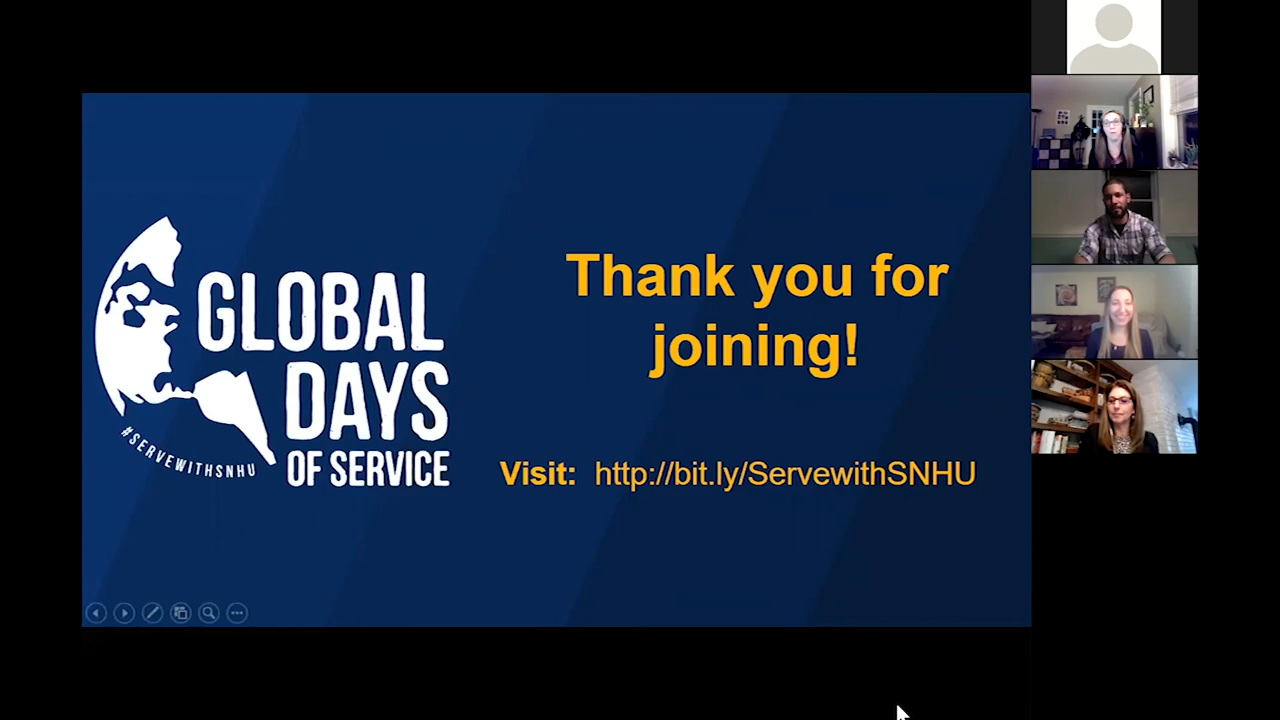 GLOBAL
DAYS
OF SERVICE
#SERVEWITHSNHU
Thank you for
joining!
Visit: http://bit.ly/ServewithSNHU